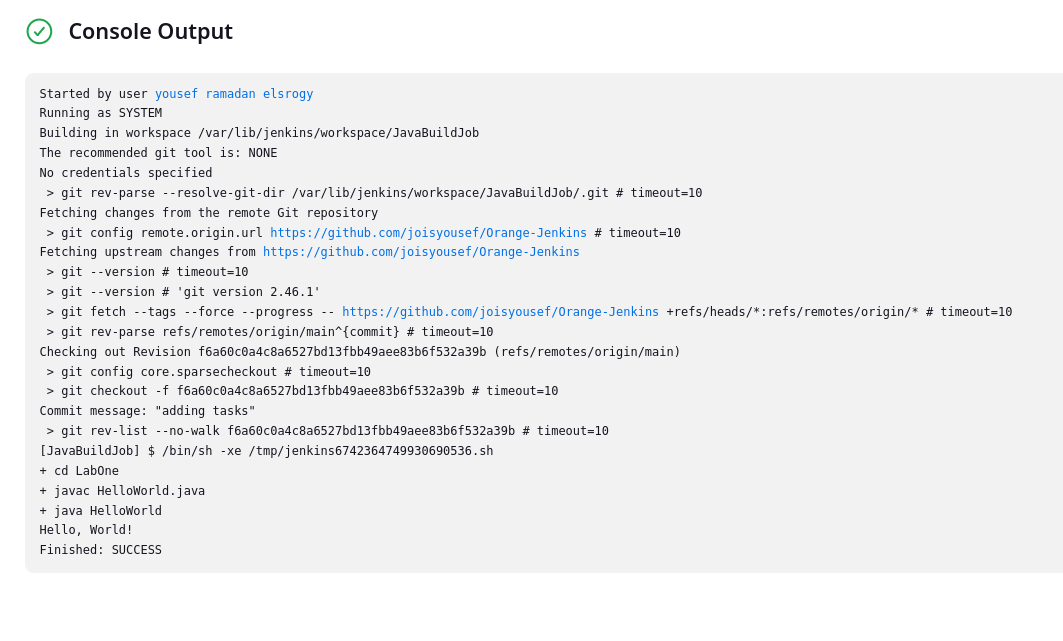 Console Output
Started by user yousef ramadan elsrogy
Running as SYSTEM
Building in workspace /var/lib/jenkins/workspace/JavaBuildJob
The recommended git tool is: NONE
No credentials specified
 > git rev-parse --resolve-git-dir /var/lib/jenkins/workspace/JavaBuildJob/.git # timeout=10
Fetching changes from the remote Git repository
 > git config remote.origin.url https://github.com/joisyousef/Orange-Jenkins # timeout=10
Fetching upstream changes from https://github.com/joisyousef/Orange-Jenkins
 > git --version # timeout=10
 > git --version # 'git version 2.46.1'
 > git fetch --tags --force --progress -- https://github.com/joisyousef/Orange-Jenkins +refs/heads/*:refs/remotes/origin/* # timeout=10
 > git rev-parse refs/remotes/origin/main^{commit} # timeout=10
Checking out Revision f6a60c0a4c8a6527bd13fbb49aee83b6f532a39b (refs/remotes/origin/main)
 > git config core.sparsecheckout # timeout=10
 > git checkout -f f6a60c0a4c8a6527bd13fbb49aee83b6f532a39b # timeout=10
Commit message: "adding tasks"
 > git rev-list --no-walk f6a60c0a4c8a6527bd13fbb49aee83b6f532a39b # timeout=10
[JavaBuildJob] $ /bin/sh -xe /tmp/jenkins6742364749930690536.sh
+ cd LabOne
+ javac HelloWorld.java
+ java HelloWorld
Hello, World!
Finished: SUCCESS